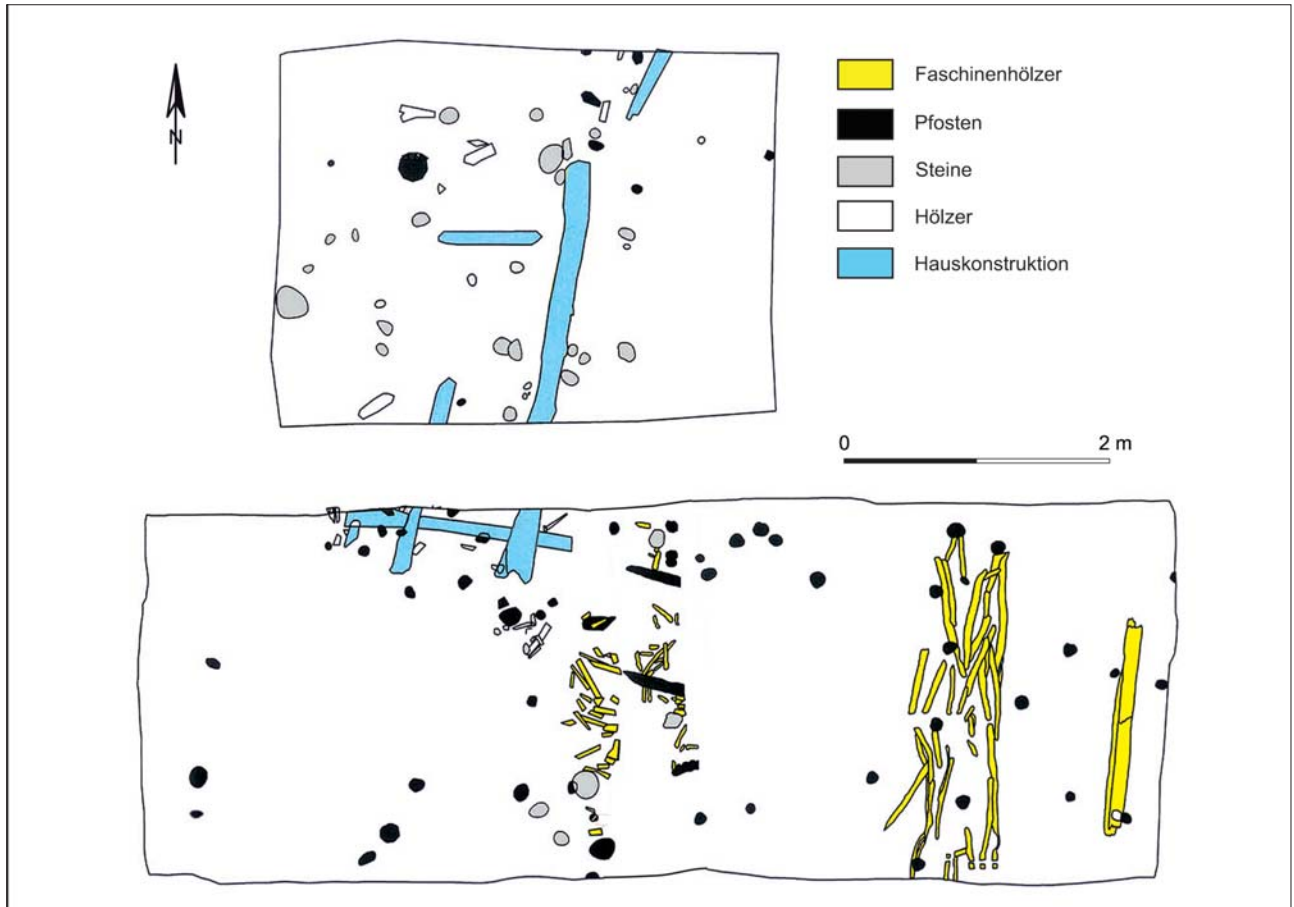 N
Faschinenhölzer
Pfosten
Steine
Hölzer
Hauskonstruktion
0 2 m